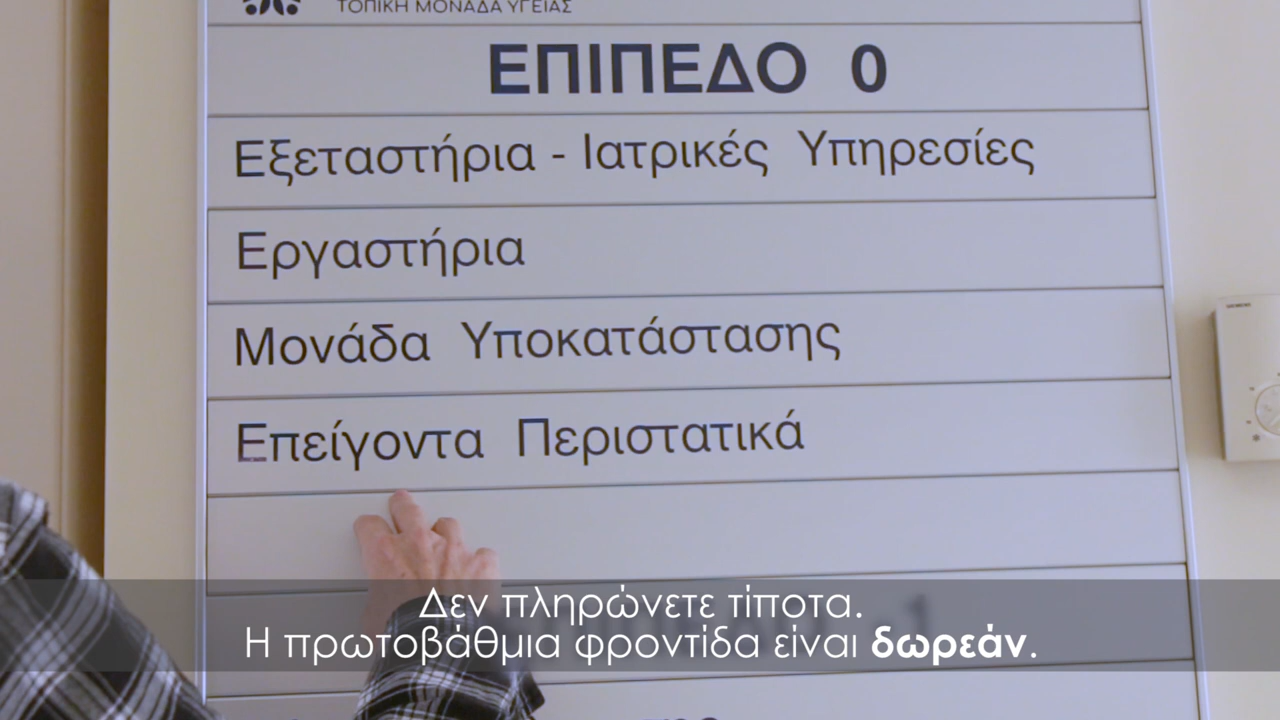 ΤΟΠΙΚΗ ΜΟΝΑΔΑ ΥΓΕΙΑΣ
ΕΠΙΠΕΔΟ 0
Εξεταστήρια - Ιατρικές Υπηρεσίες
Εργαστήρια
Μονάδα Υποκατάστασης
Επείγοντα Περιστατικά
SIEMENS
Δεν πληρώνετε τίποτα.
Η πρωτοβάθμια φροντίδα είναι δωρεάν.